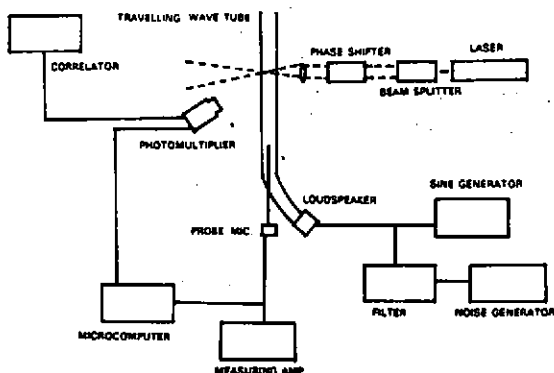 TRAVELLING WAVE TUBE
PHASE SHIFTER
LASER
CORRELATOR
BEAM SPLITTER
PHOTOMULTIPLIER
LOUDSPEAKER
SINE GENERATOR
PROBE MIC.
MICROCOMPUTER
FILTER
NOISE GENERATOR
MEASURING AMP